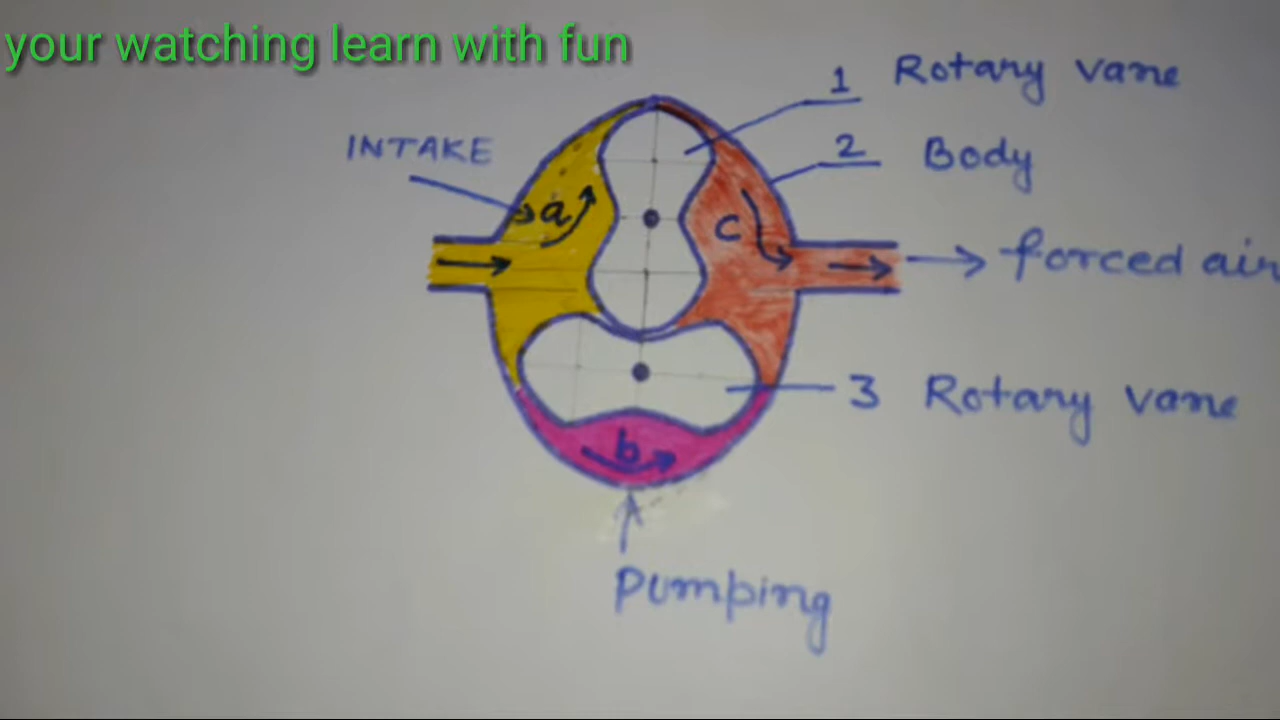 your watching learn with fun
1 Rotary vane
INTAKE
2 Body
a
c
forced air
3 Rotary vane
b
Pumping